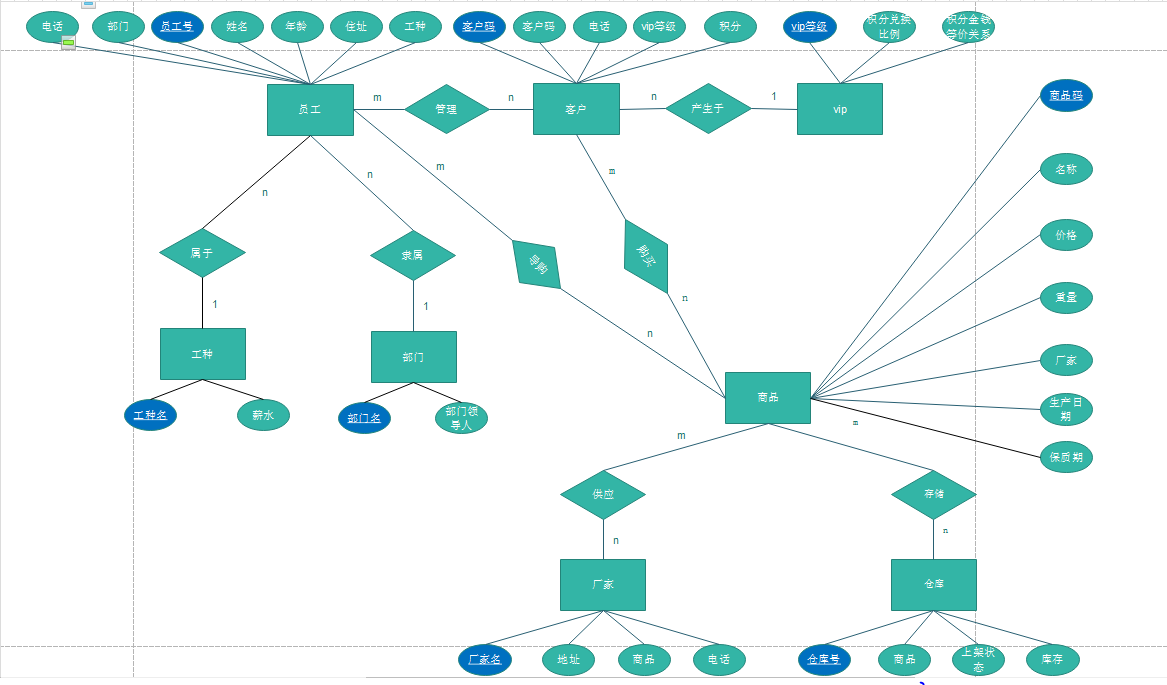 电话
部门
员工号
姓名
年龄
住址
工种
客户码
客户码
电话
vip等级
积分
vip等级
积分兑换
比例
积分金钱
等价关系
员工
m
管理
n
客户
n
产生于
1
vip
商品码
名称
价格
重量
厂家
生产日
期
保质期
n
n
m
m
属于
隶属
导购
购买
1
1
n
n
工种
部门
商品
工种名
薪水
部门名
部门领
导人
m
m
供应
存储
n
n
厂家
仓库
厂家名
地址
商品
电话
仓库号
商品
上架状
态
库存